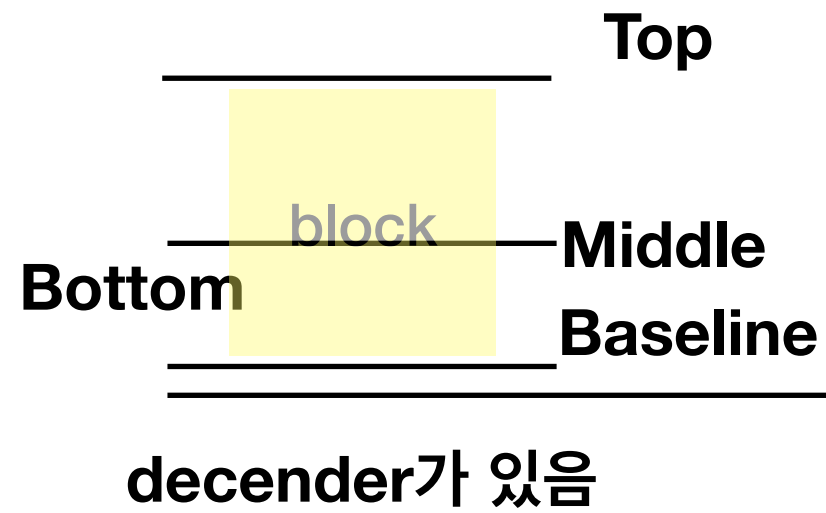 Top
block
Middle
Bottom
Baseline
decender가 있음